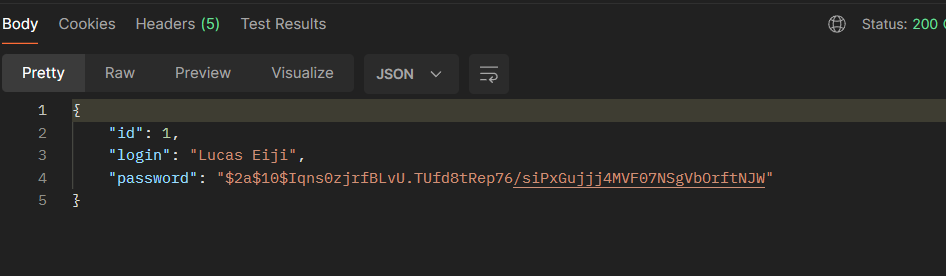 Body Cookies Headers (5) Test Results Status: 200
Pretty Raw Preview Visualize JSON
1 {
2 "id": 1,
3 "login": "Lucas Eiji",
4 "password": "$2a$10$Iqns0zjrfBLvU.TUfd8tRep76/siPxGujjj4MVF07NSgVbOrftNJW"
5 }